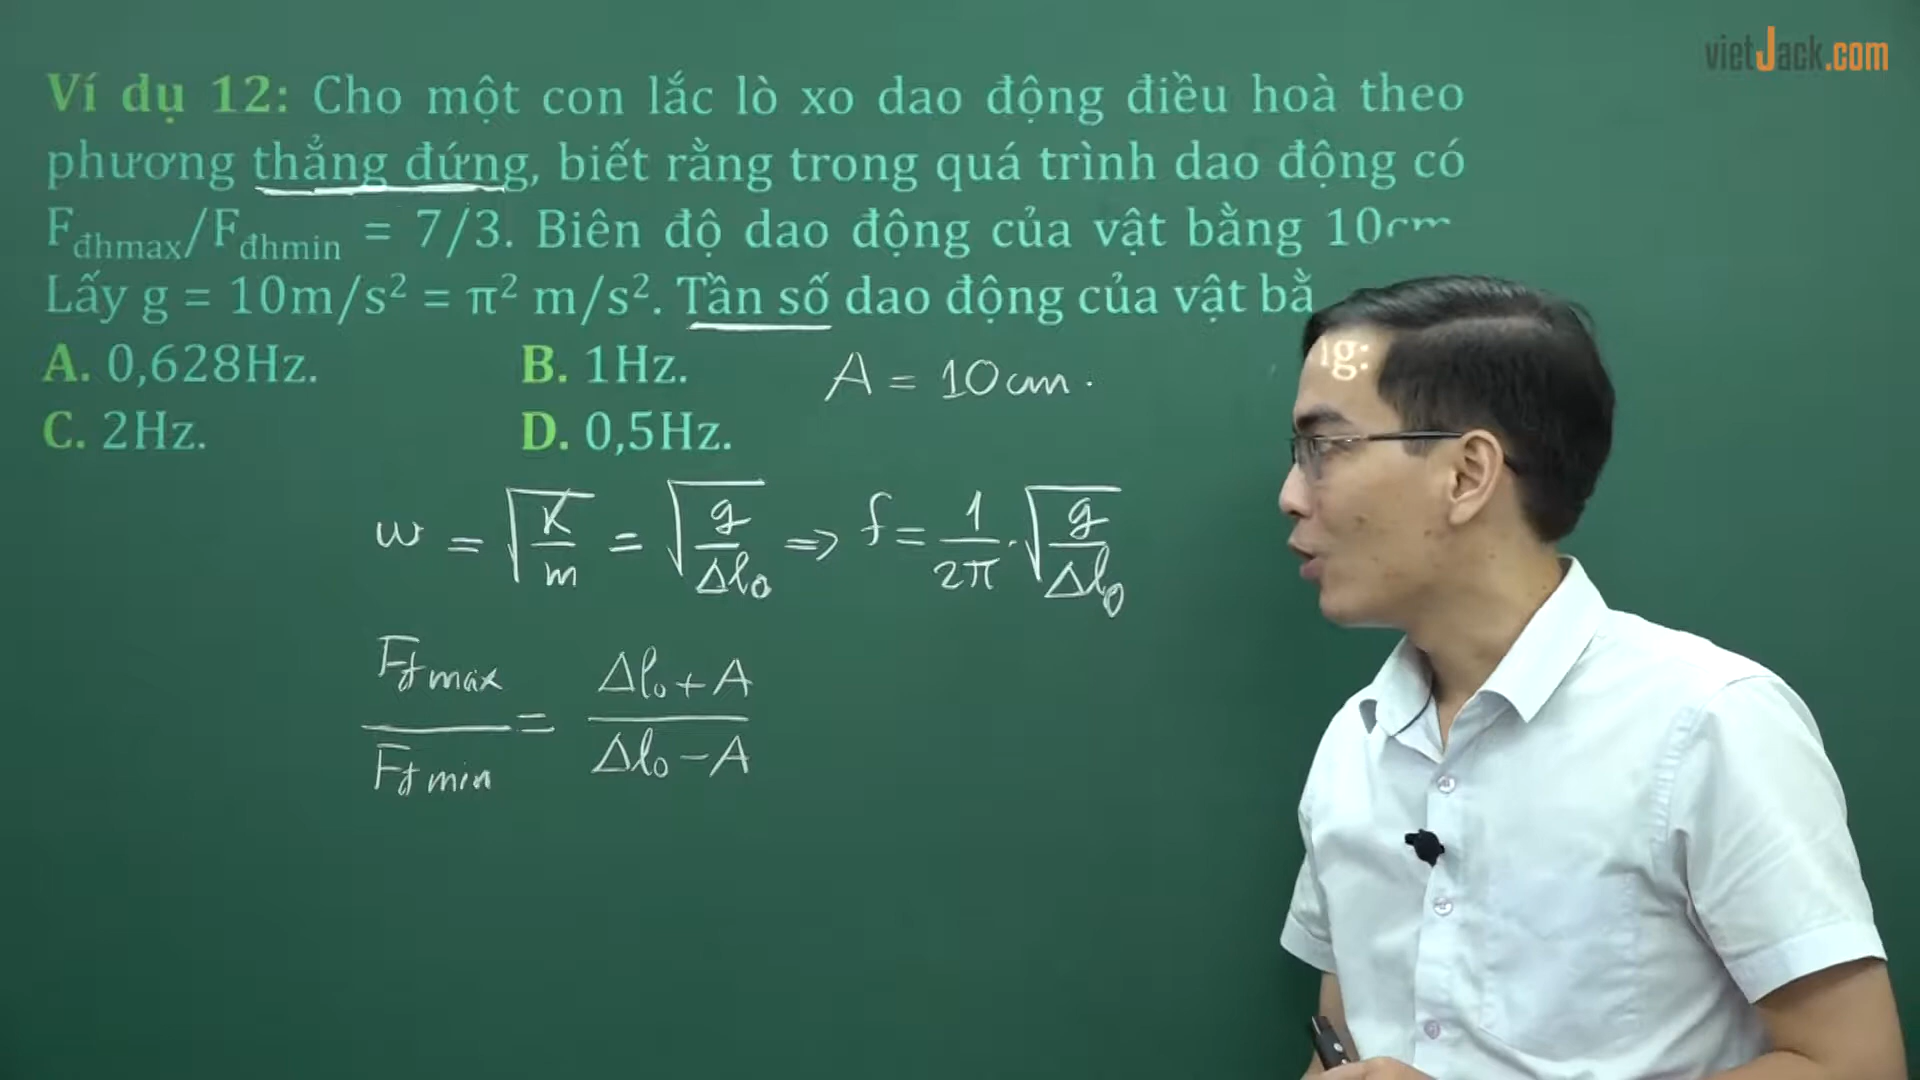 vietJack.com
Ví dụ 12: Cho một con lắc lò xo dao động điều hoà theo
phương thẳng đứng, biết rằng trong quá trình dao động có
Fđhmax/Fđhmin = 7/3. Biên độ dao động của vật bằng 10cm
Lấy g = 10m/s² = π² m/s². Tần số dao động của vật bằ
ng:
A. 0,628Hz. B. 1Hz.
A = 10cm.
C. 2Hz. D. 0,5Hz.
ω = √(K/m) = √(g/Δl₀) => f = 1/2π . √(g/Δl₀)
Fđmax/Fđmin = (Δl₀ + A)/(Δl₀ - A)